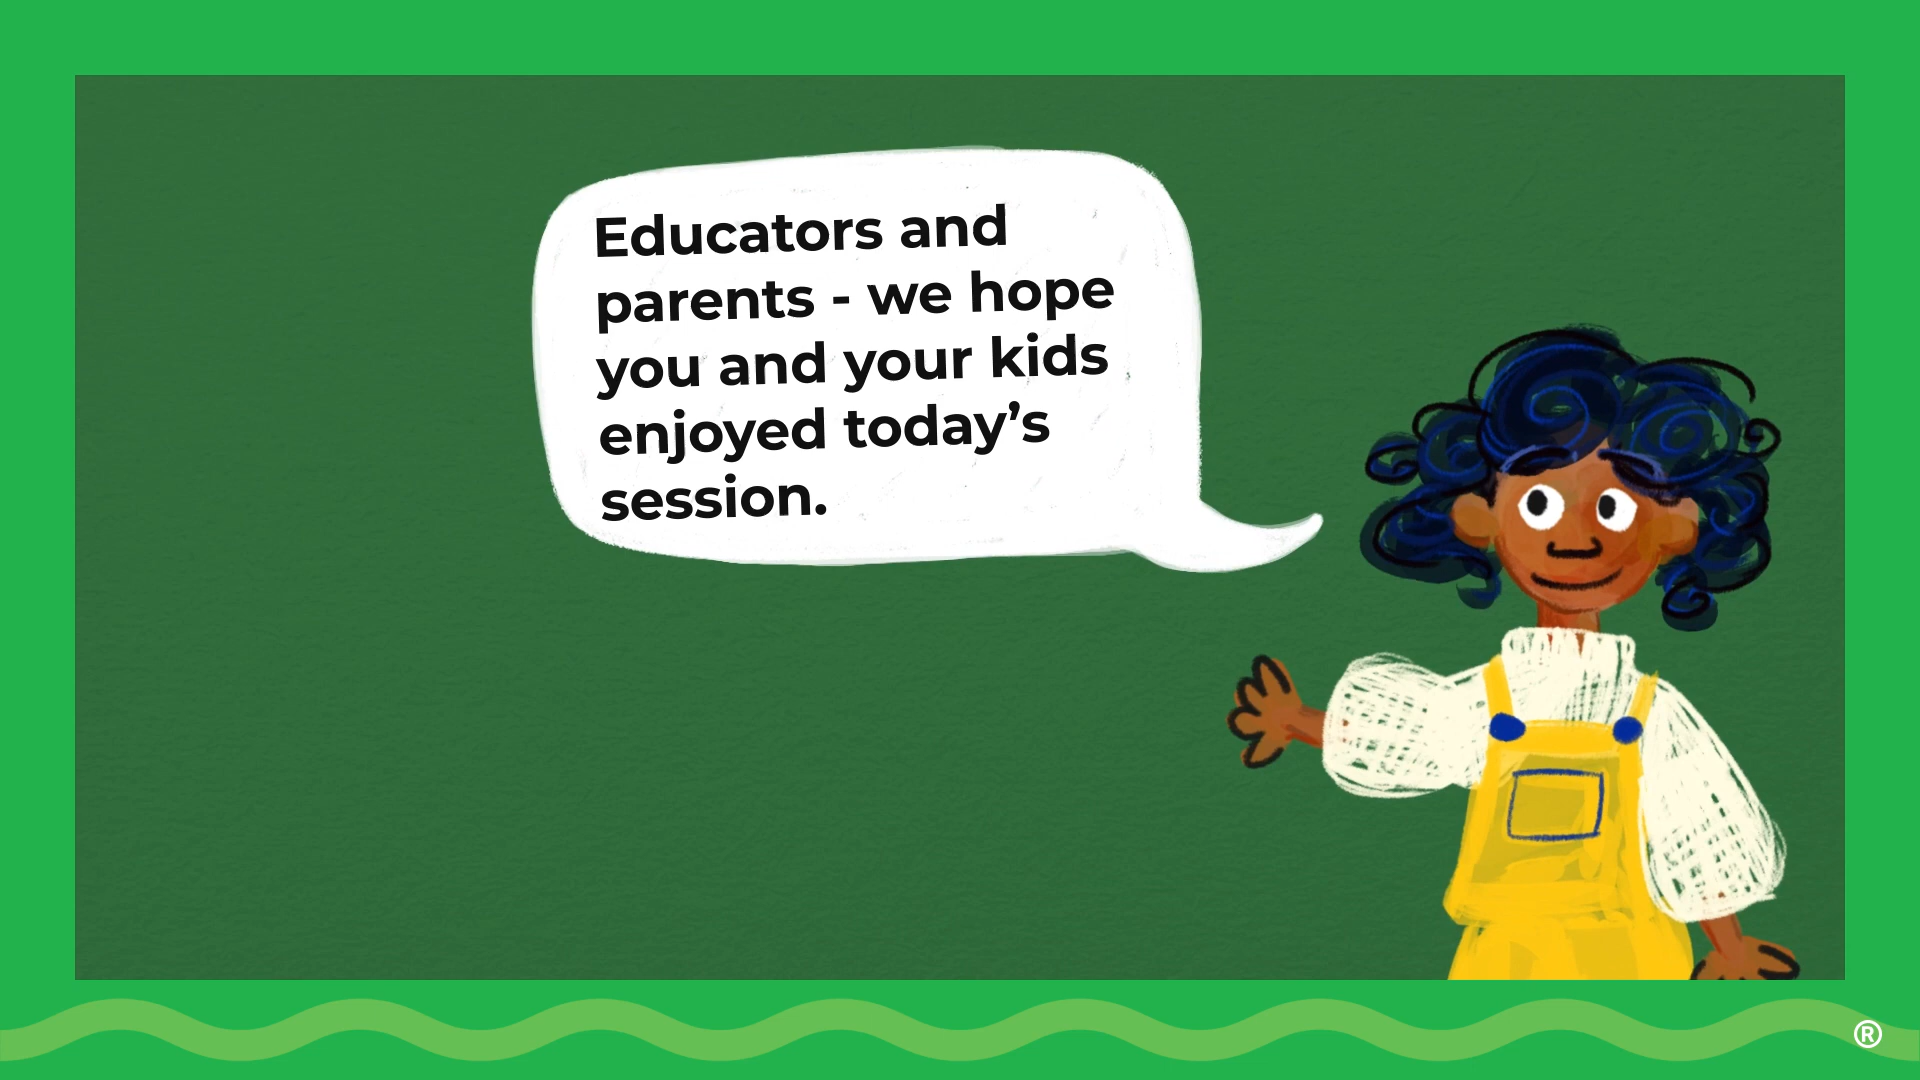 Educators and
parents - we hope
you and your kids
enjoyed today’s
session.
®